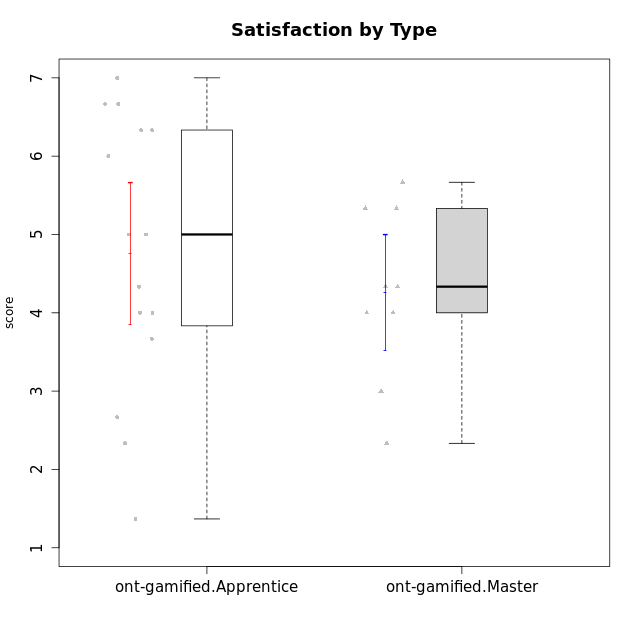 Satisfaction by Type
score
7
6
5
4
3
2
1
ont-gamified.Apprentice
ont-gamified.Master